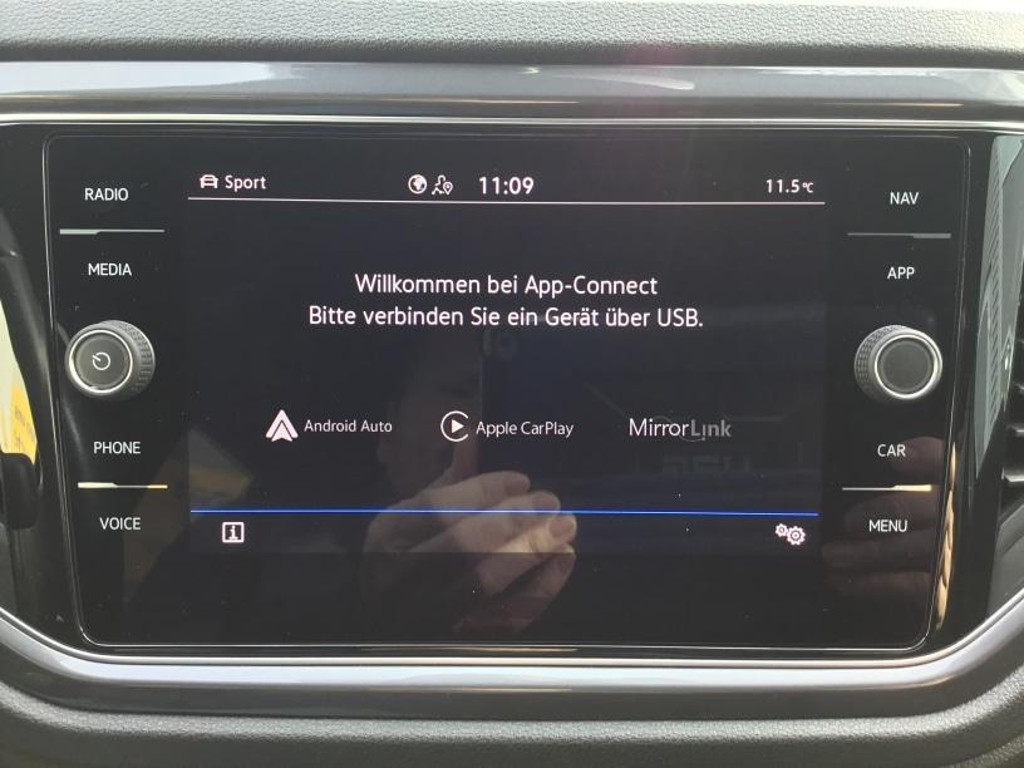 Sport 11:09 11.5°C
RADIO
NAV
MEDIA
APP
Willkommen bei App-Connect
Bitte verbinden Sie ein Gerät über USB.
Android Auto
Apple CarPlay
MirrorLink
PHONE
CAR
VOICE
MENU